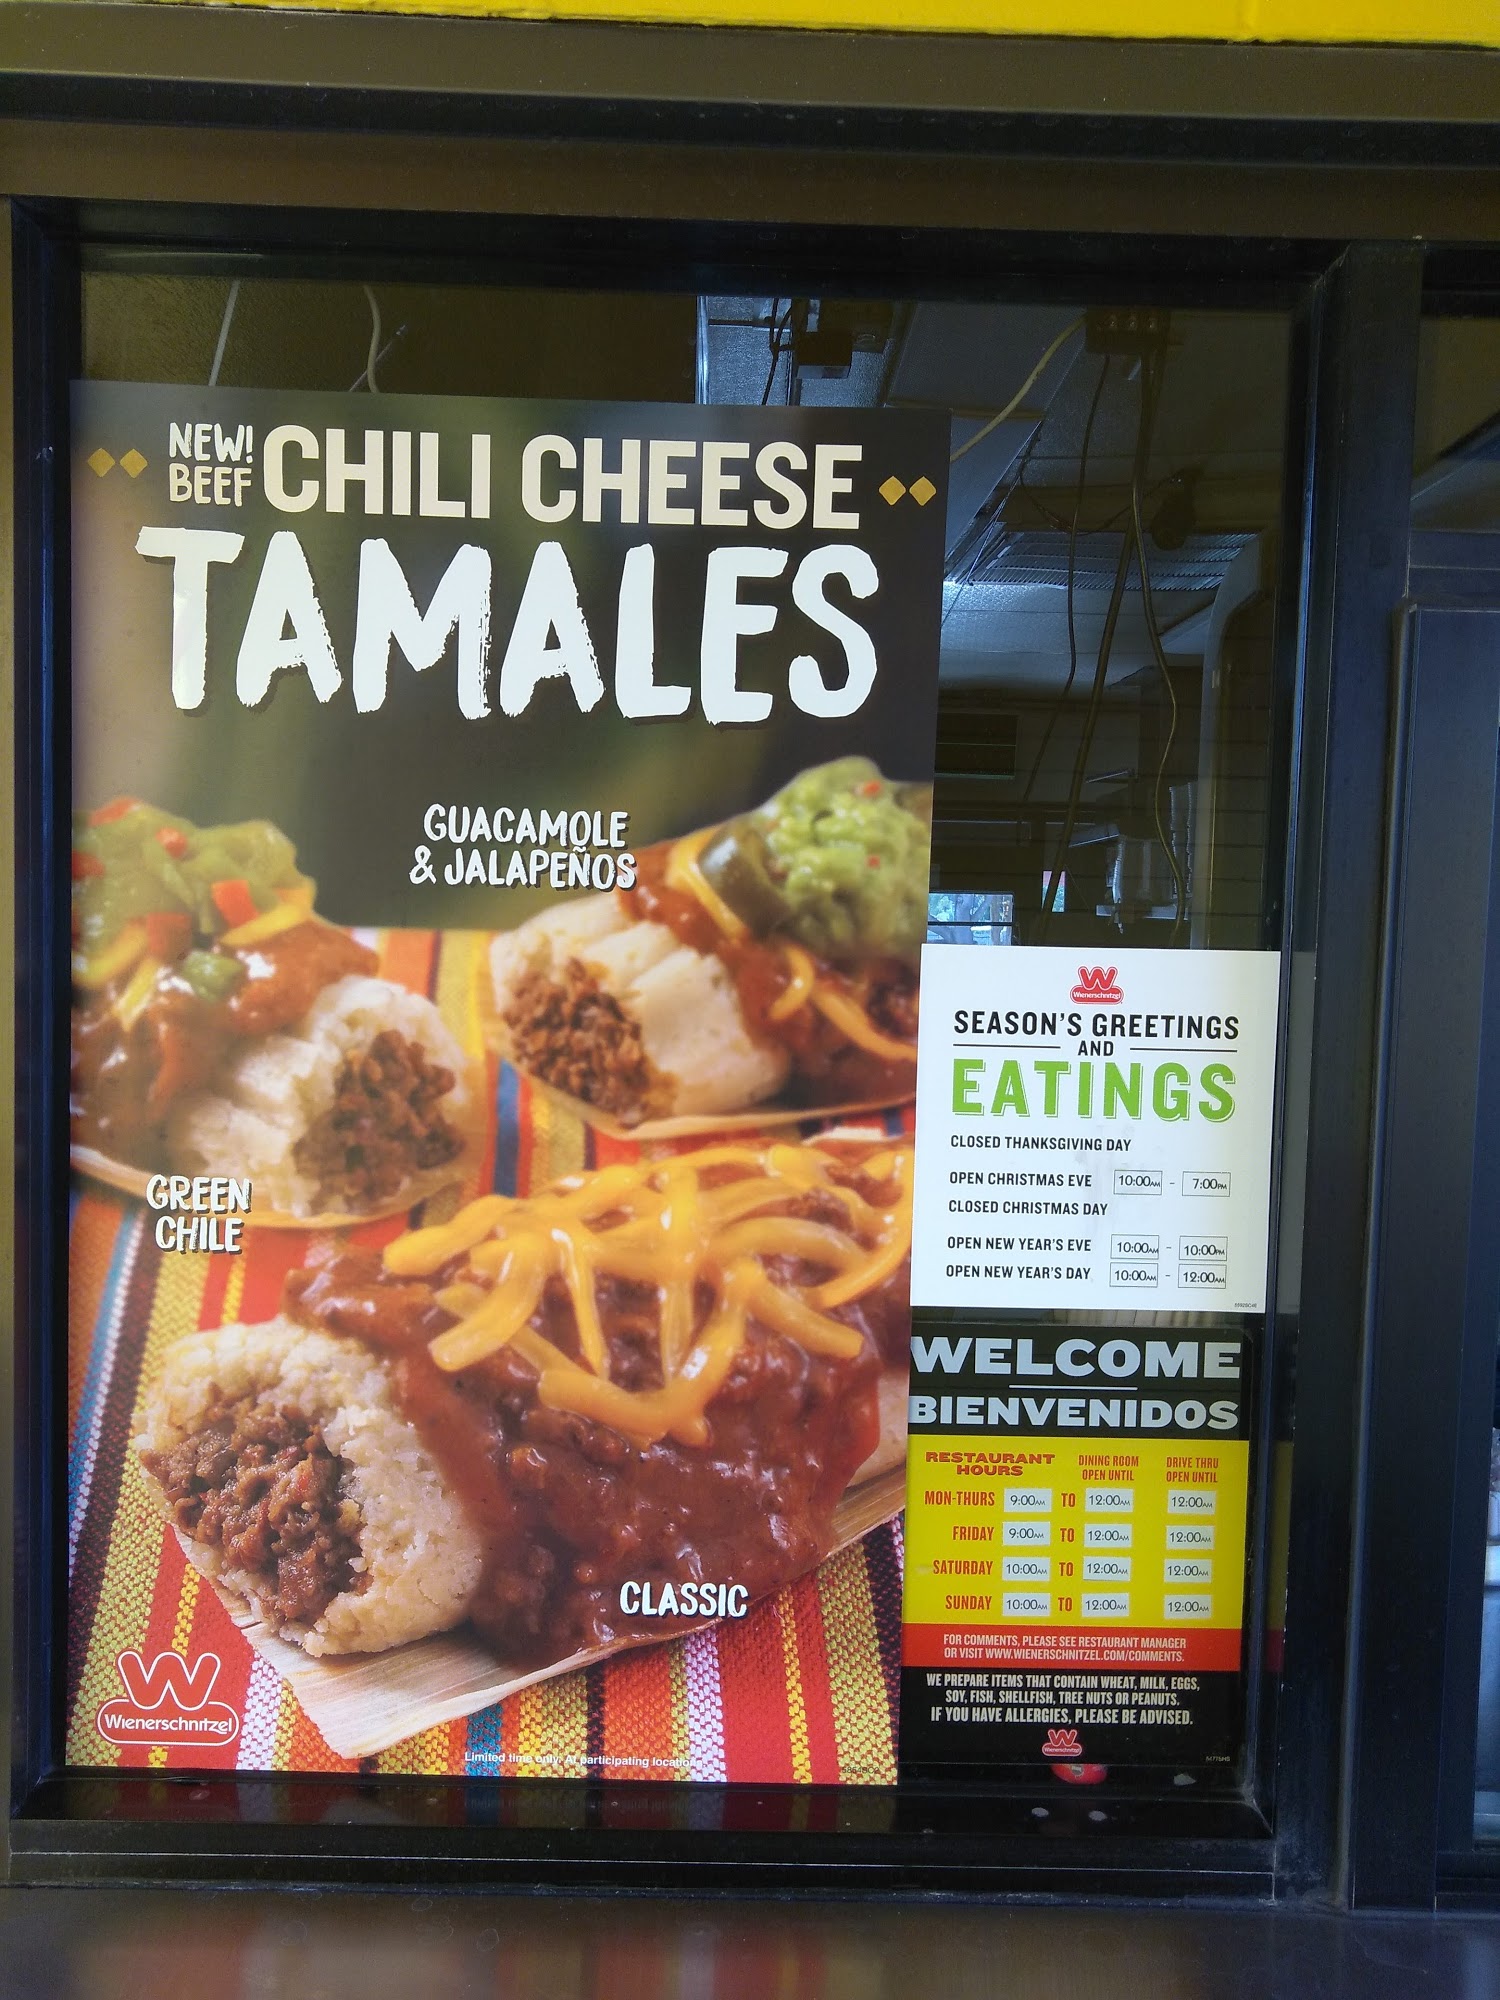 NEW!
BEEF
CHILI CHEESE
TAMALES
GUACAMOLE
& JALAPEÑOS
GREEN
CHILE
CLASSIC
W
Wienerschnitzel
Limited time only. At participating locations
W
Wienerschnitzel
SEASON'S GREETINGS
AND
EATINGS
CLOSED THANKSGIVING DAY
OPEN CHRISTMAS EVE 10:00AM - 7:00PM
CLOSED CHRISTMAS DAY
OPEN NEW YEAR'S EVE 10:00AM - 10:00PM
OPEN NEW YEAR'S DAY 10:00AM - 12:00AM
WELCOME
BIENVENIDOS
RESTAURANT HOURS DINING ROOM OPEN UNTIL DRIVE THRU OPEN UNTIL
MON-THURS 9:00AM TO 12:00AM 12:00AM
FRIDAY 9:00AM TO 12:00AM 12:00AM
SATURDAY 10:00AM TO 12:00AM 12:00AM
SUNDAY 10:00AM TO 12:00AM 12:00AM
FOR COMMENTS, PLEASE SEE RESTAURANT MANAGER
OR VISIT WWW.WIENERSCHNITZEL.COM/COMMENTS.
WE PREPARE ITEMS THAT CONTAIN WHEAT, MILK, EGGS,
SOY, FISH, SHELLFISH, TREE NUTS OR PEANUTS.
IF YOU HAVE ALLERGIES, PLEASE BE ADVISED.
W
Wienerschnitzel